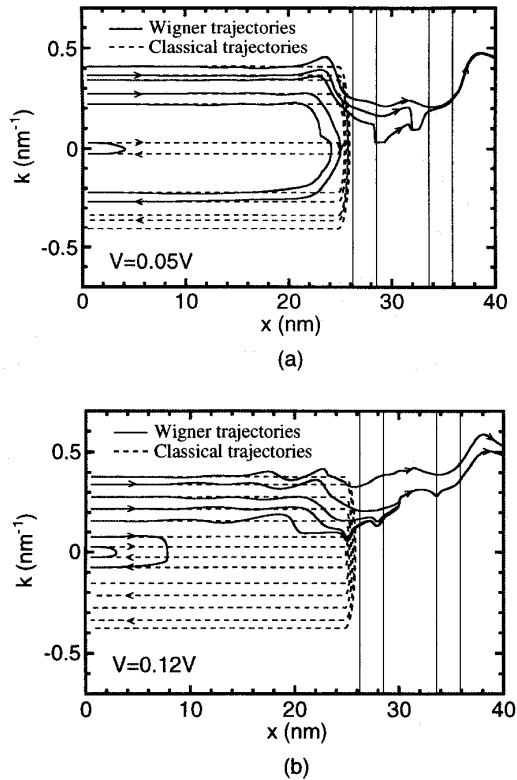 Wigner trajectories
Classical trajectories
0.5
0
-0.5
k (nm⁻¹)
V=0.05V
0 10 20 30 40
x (nm)
(a)
Wigner trajectories
Classical trajectories
0.5
0
-0.5
k (nm⁻¹)
V=0.12V
0 10 20 30 40
x (nm)
(b)